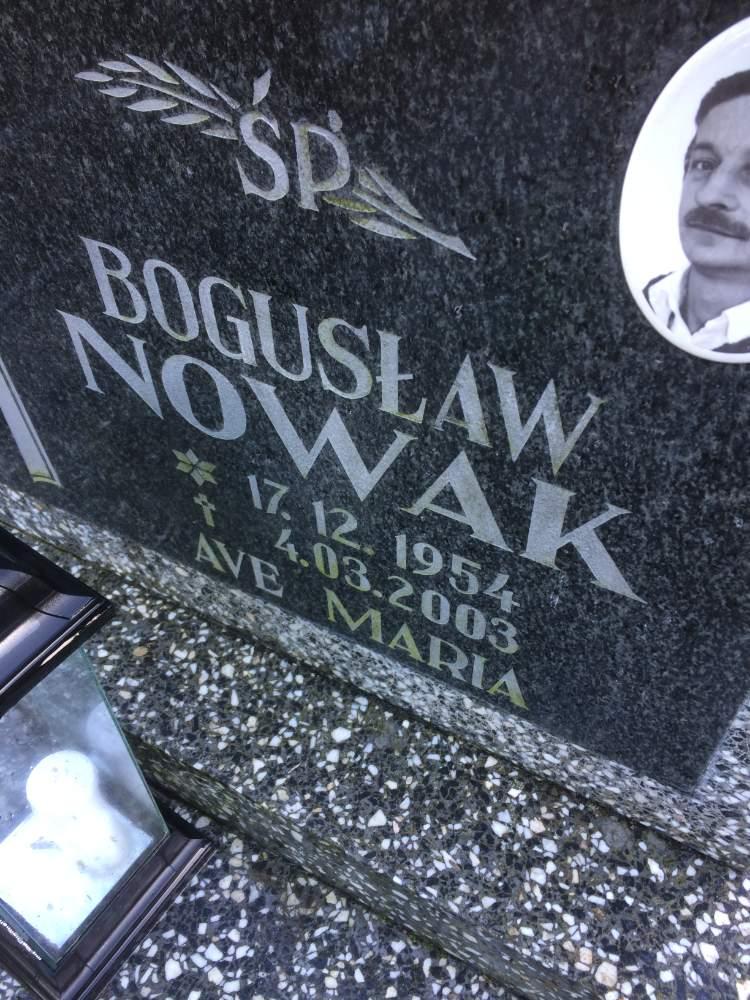 ŚP.
BOGUSŁAW
NOWAK
17. 12. 1954
4.03.2003
AVE MARIA